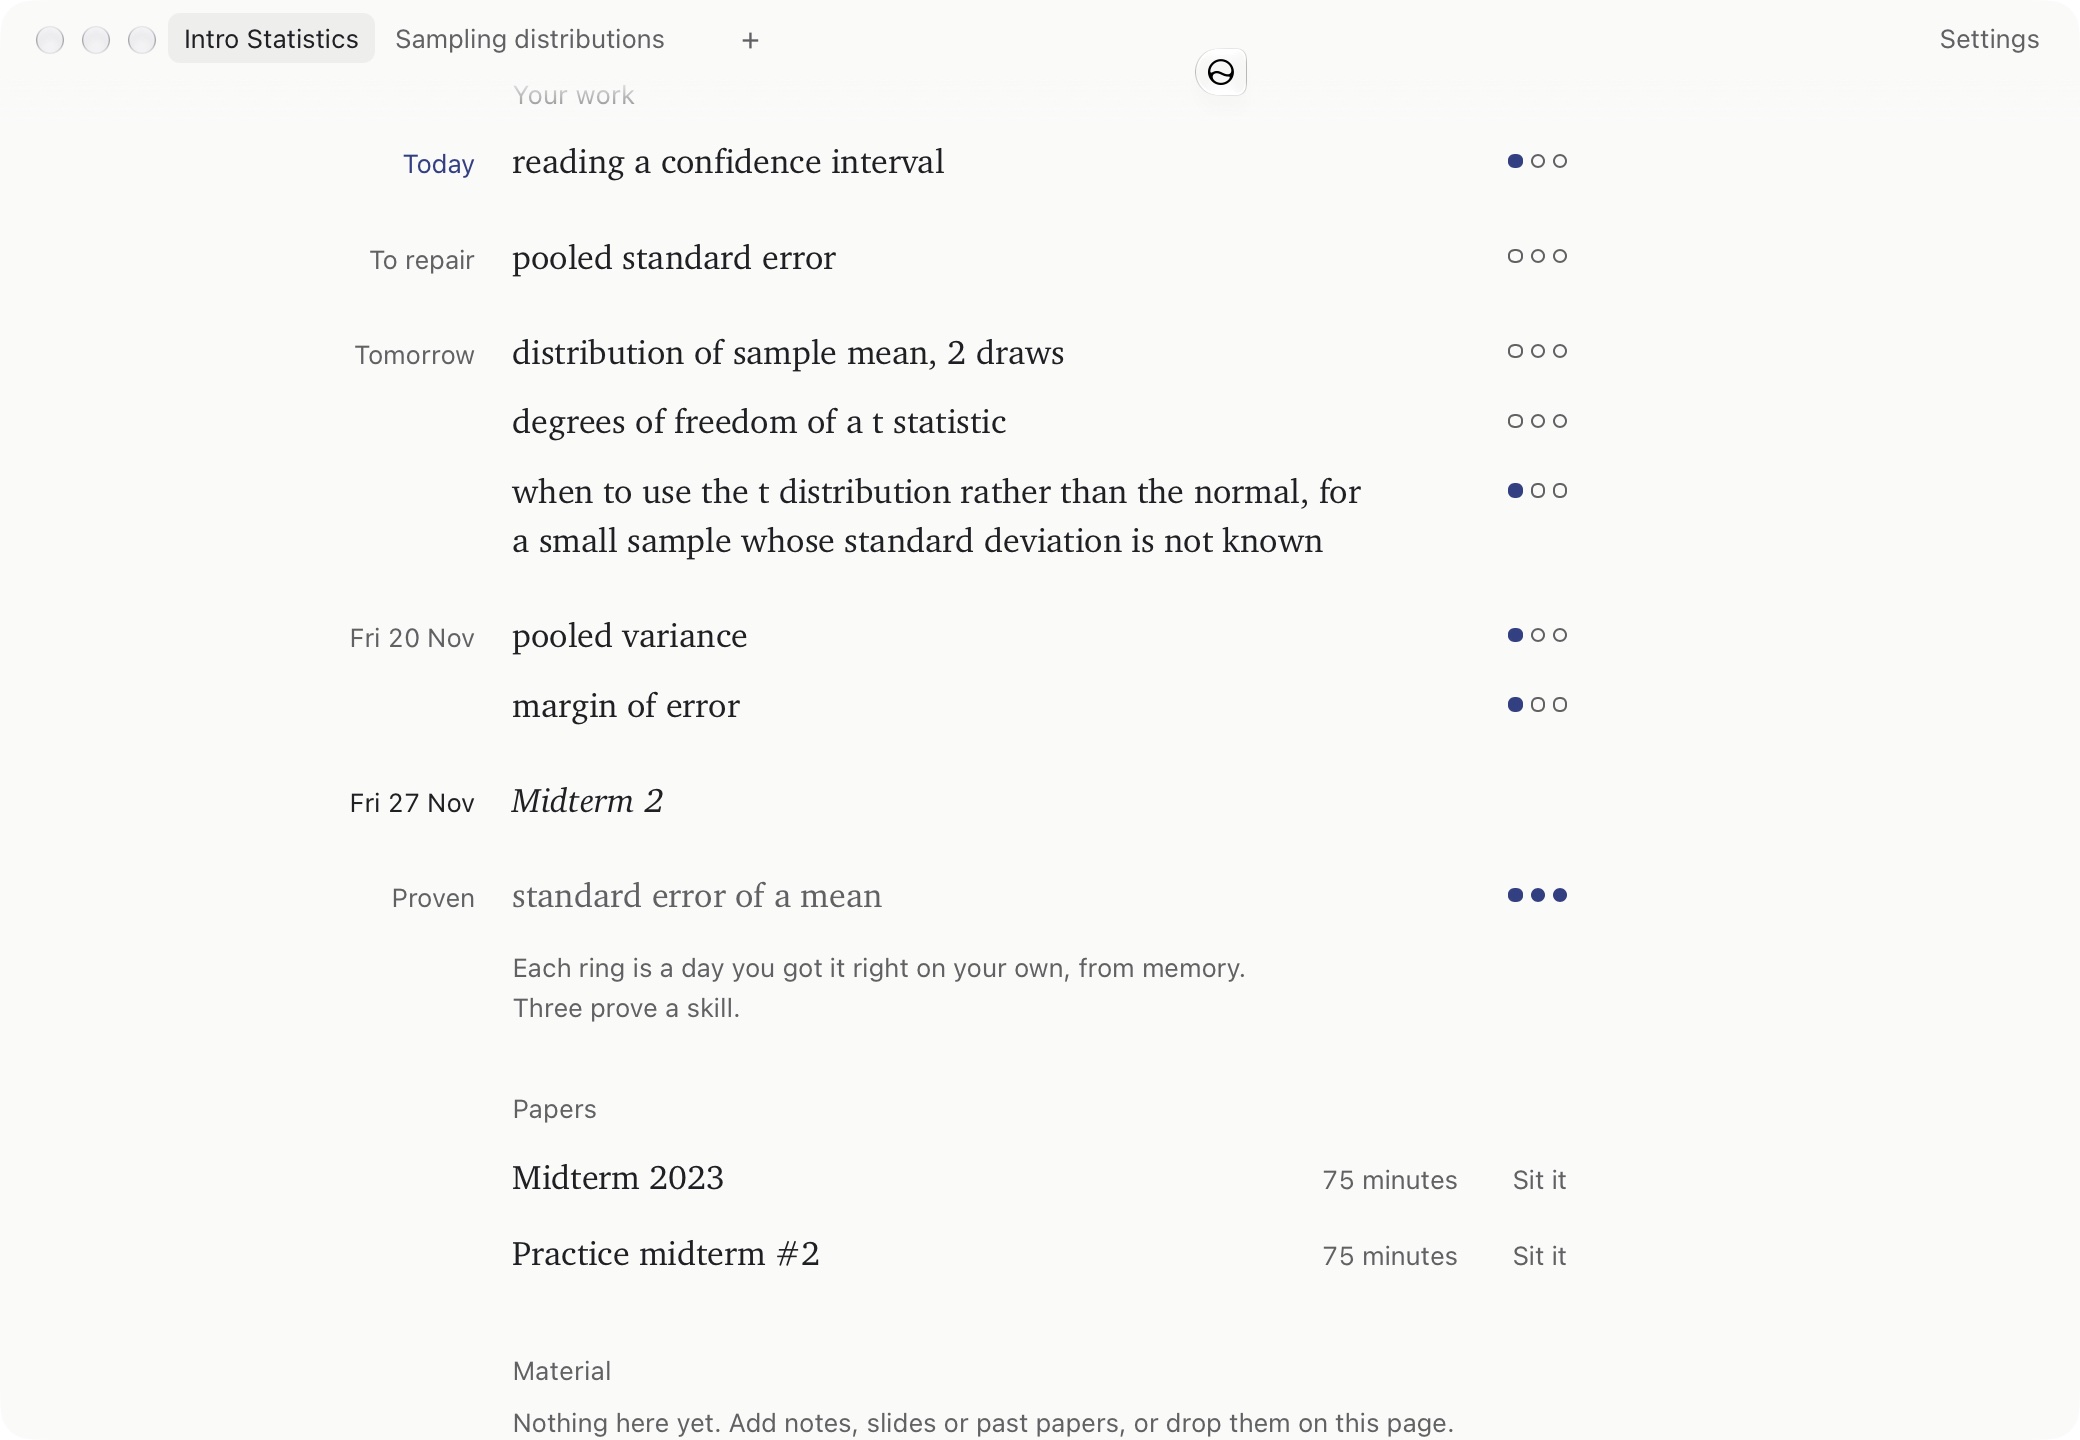 Intro Statistics
Sampling distributions
+
Settings
Your work
Today
reading a confidence interval
To repair
pooled standard error
Tomorrow
distribution of sample mean, 2 draws
degrees of freedom of a t statistic
when to use the t distribution rather than the normal, for
a small sample whose standard deviation is not known
Fri 20 Nov
pooled variance
margin of error
Fri 27 Nov
Midterm 2
Proven
standard error of a mean
Each ring is a day you got it right on your own, from memory.
Three prove a skill.
Papers
Midterm 2023
75 minutes
Sit it
Practice midterm #2
75 minutes
Sit it
Material
Nothing here yet. Add notes, slides or past papers, or drop them on this page.